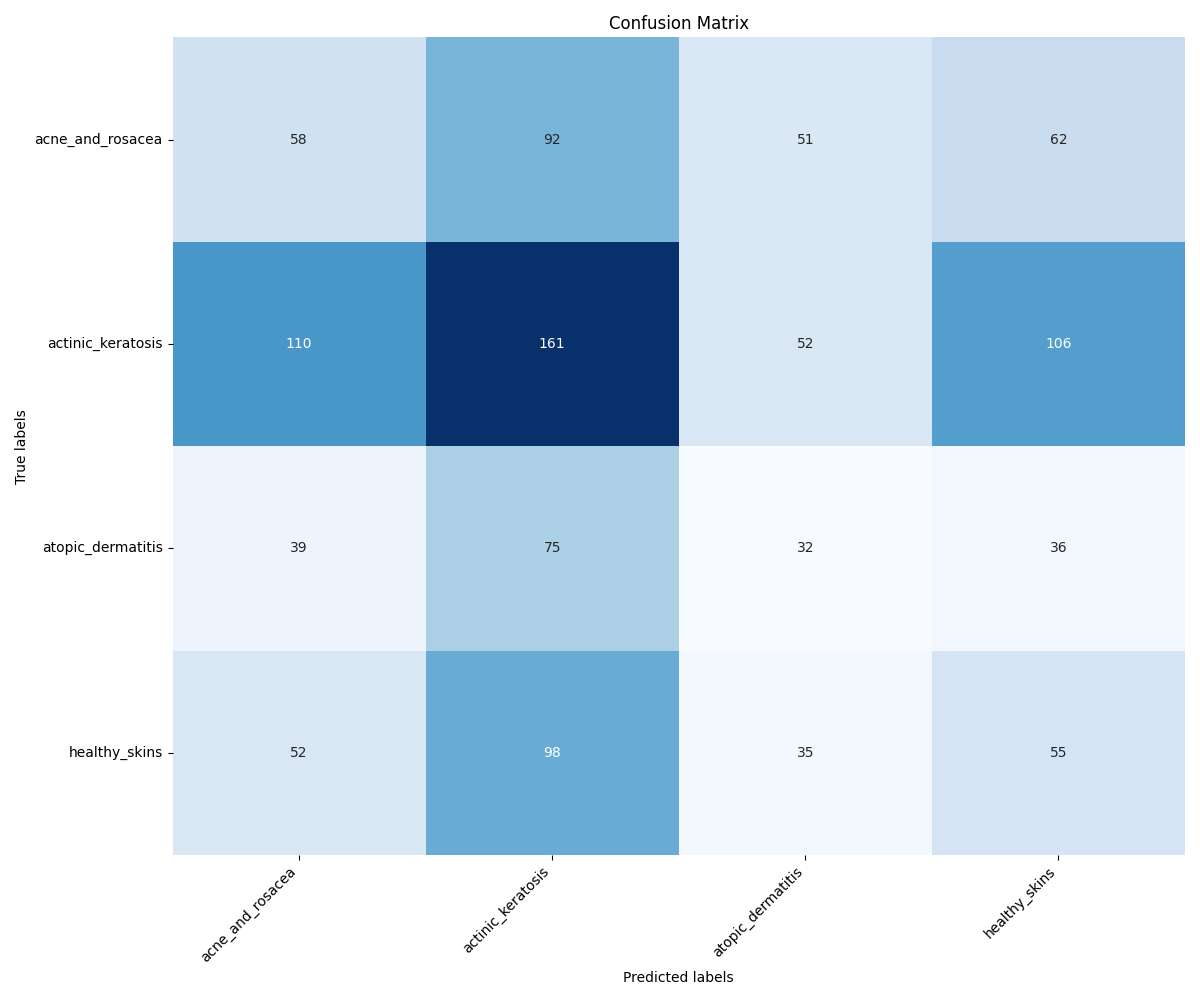 Confusion Matrix
acne_and_rosacea
58 92 51 62
actinic_keratosis
110 161 52 106
atopic_dermatitis
39 75 32 36
healthy_skins
52 98 35 55
True labels
acne_and_rosacea
actinic_keratosis
atopic_dermatitis
healthy_skins
Predicted labels